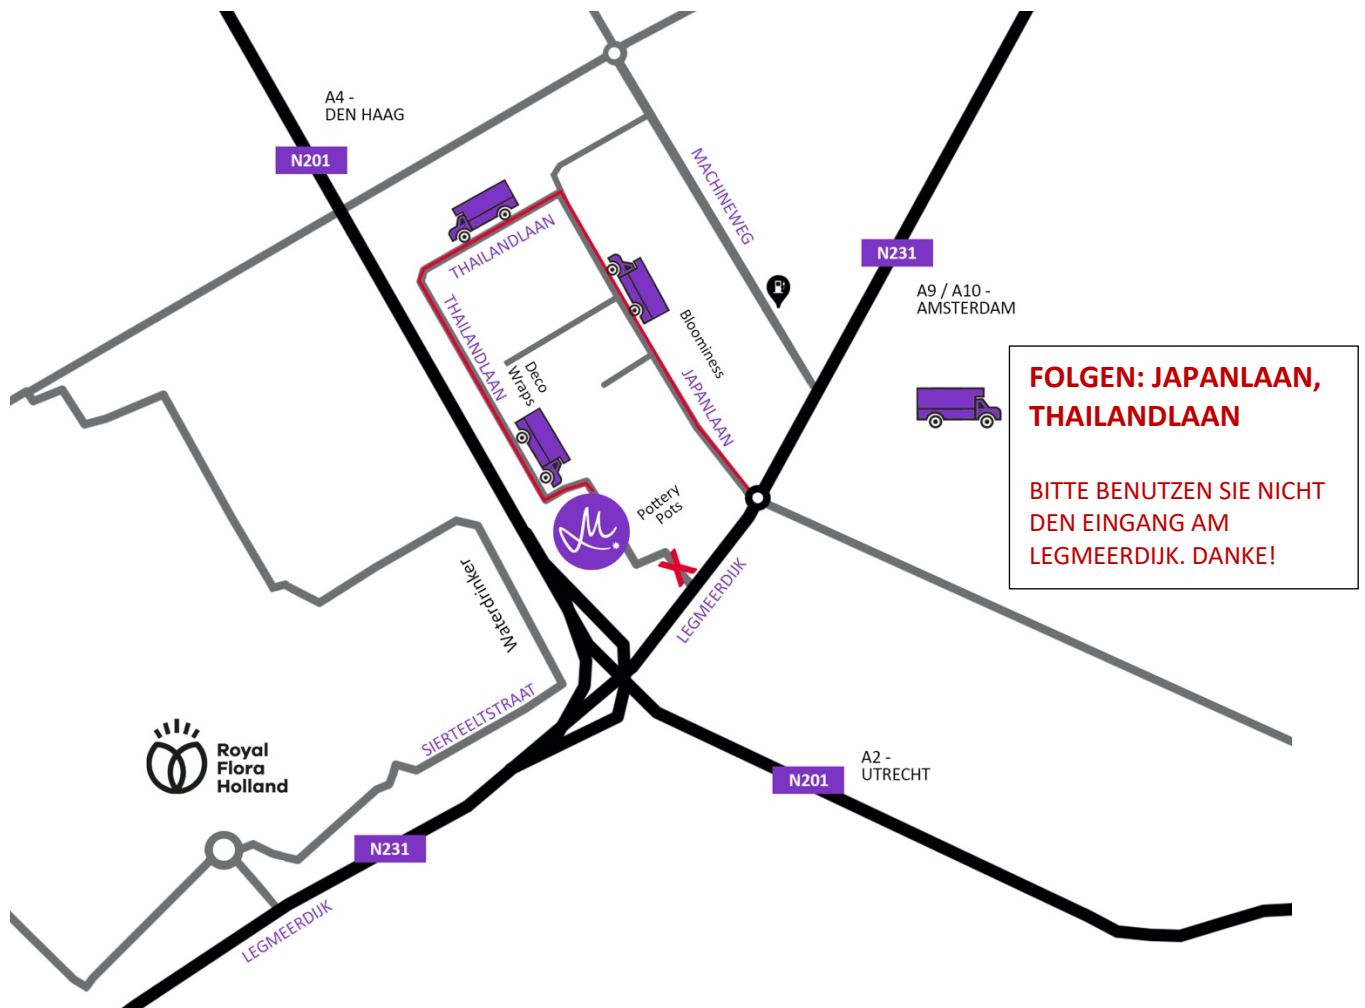 A4 -
DEN HAAG
N201
MACHINEWEG
THAILANDLAAN
N231
A9 / A10 -
AMSTERDAM
THAILANDLAAN
Bloominess
Deco
Wraps
JAPANLAAN
FOLGEN: JAPANLAAN,
THAILANDLAAN
BITTE BENUTZEN SIE NICHT
DEN EINGANG AM
LEGMEERDIJK. DANKE!
Pottery
Pots
M
Waterdrinker
LEGMEERDIJK
SIERTEELTSTRAAT
Royal
Flora
Holland
A2 -
UTRECHT
N201
N231
LEGMEERDIJK